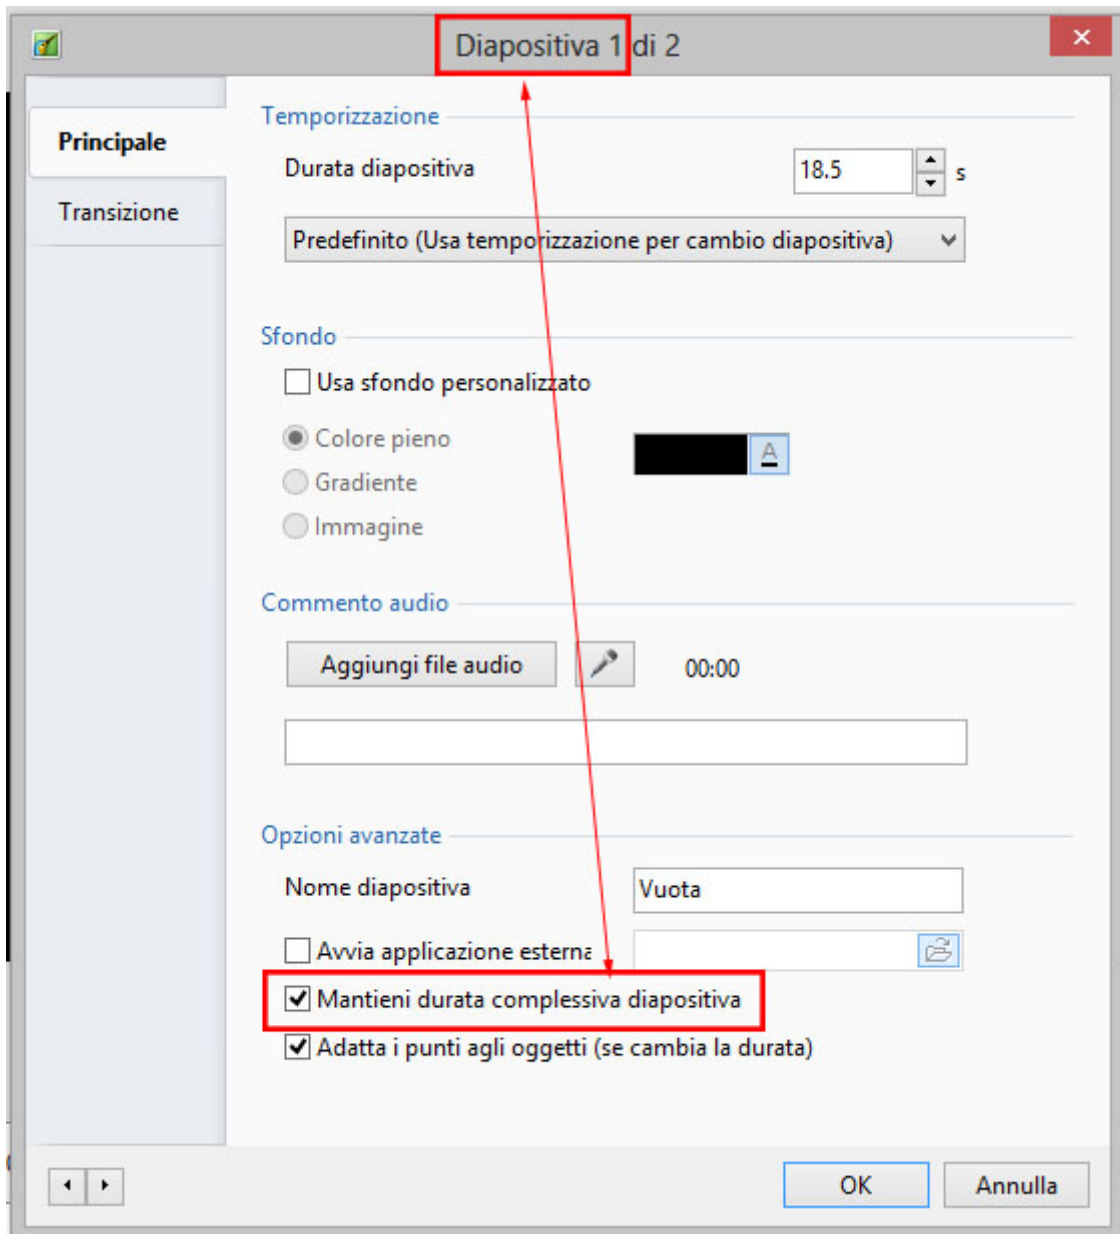 Diapositiva 1 di 2
Principale
Transizione
Temporizzazione
Durata diapositiva 18.5 s
Predefinito (Usa temporizzazione per cambio diapositiva)
Sfondo
Usa sfondo personalizzato
Colore pieno A
Gradiente
Immagine
Commento audio
Aggiungi file audio 00:00
Opzioni avanzate
Nome diapositiva Vuota
Avvia applicazione esterna
Mantieni durata complessiva diapositiva
Adatta i punti agli oggetti (se cambia la durata)
OK Annulla